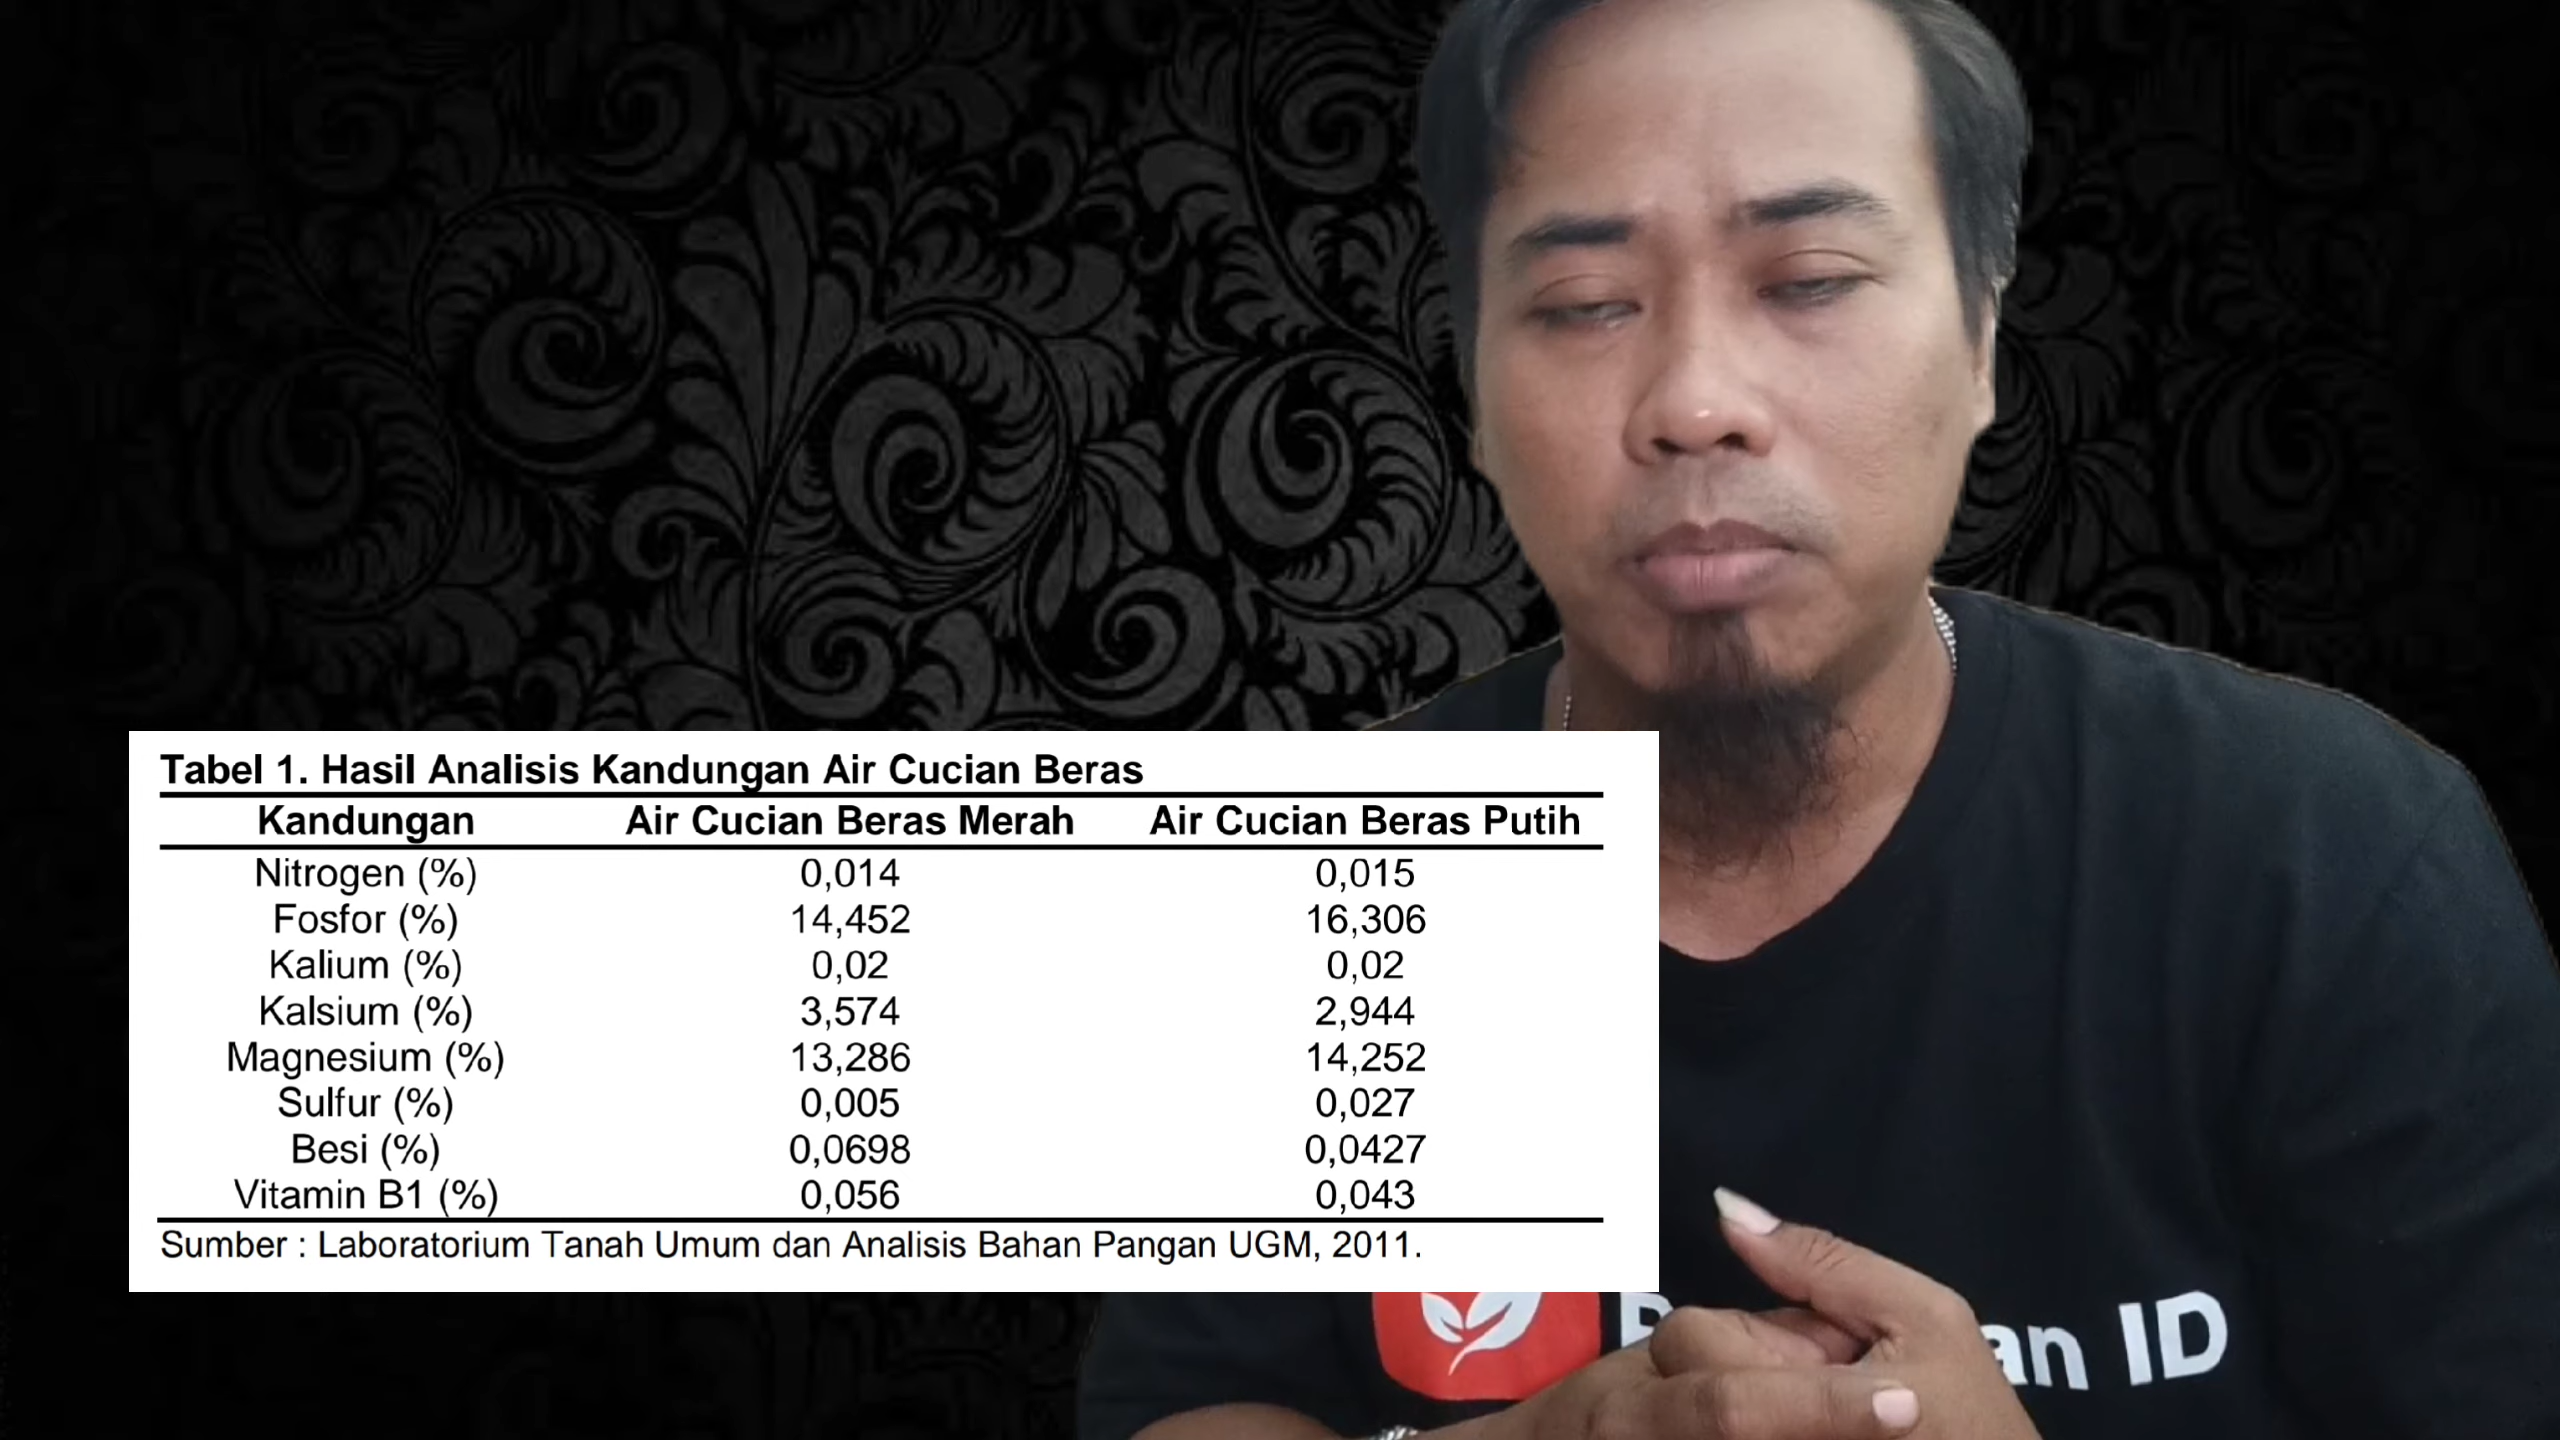 Tabel 1. Hasil Analisis Kandungan Air Cucian Beras
Kandungan Air Cucian Beras Merah Air Cucian Beras Putih
Nitrogen (%) 0,014 0,015
Fosfor (%) 14,452 16,306
Kalium (%) 0,02 0,02
Kalsium (%) 3,574 2,944
Magnesium (%) 13,286 14,252
Sulfur (%) 0,005 0,027
Besi (%) 0,0698 0,0427
Vitamin B1 (%) 0,056 0,043
Sumber : Laboratorium Tanah Umum dan Analisis Bahan Pangan UGM, 2011.
ID